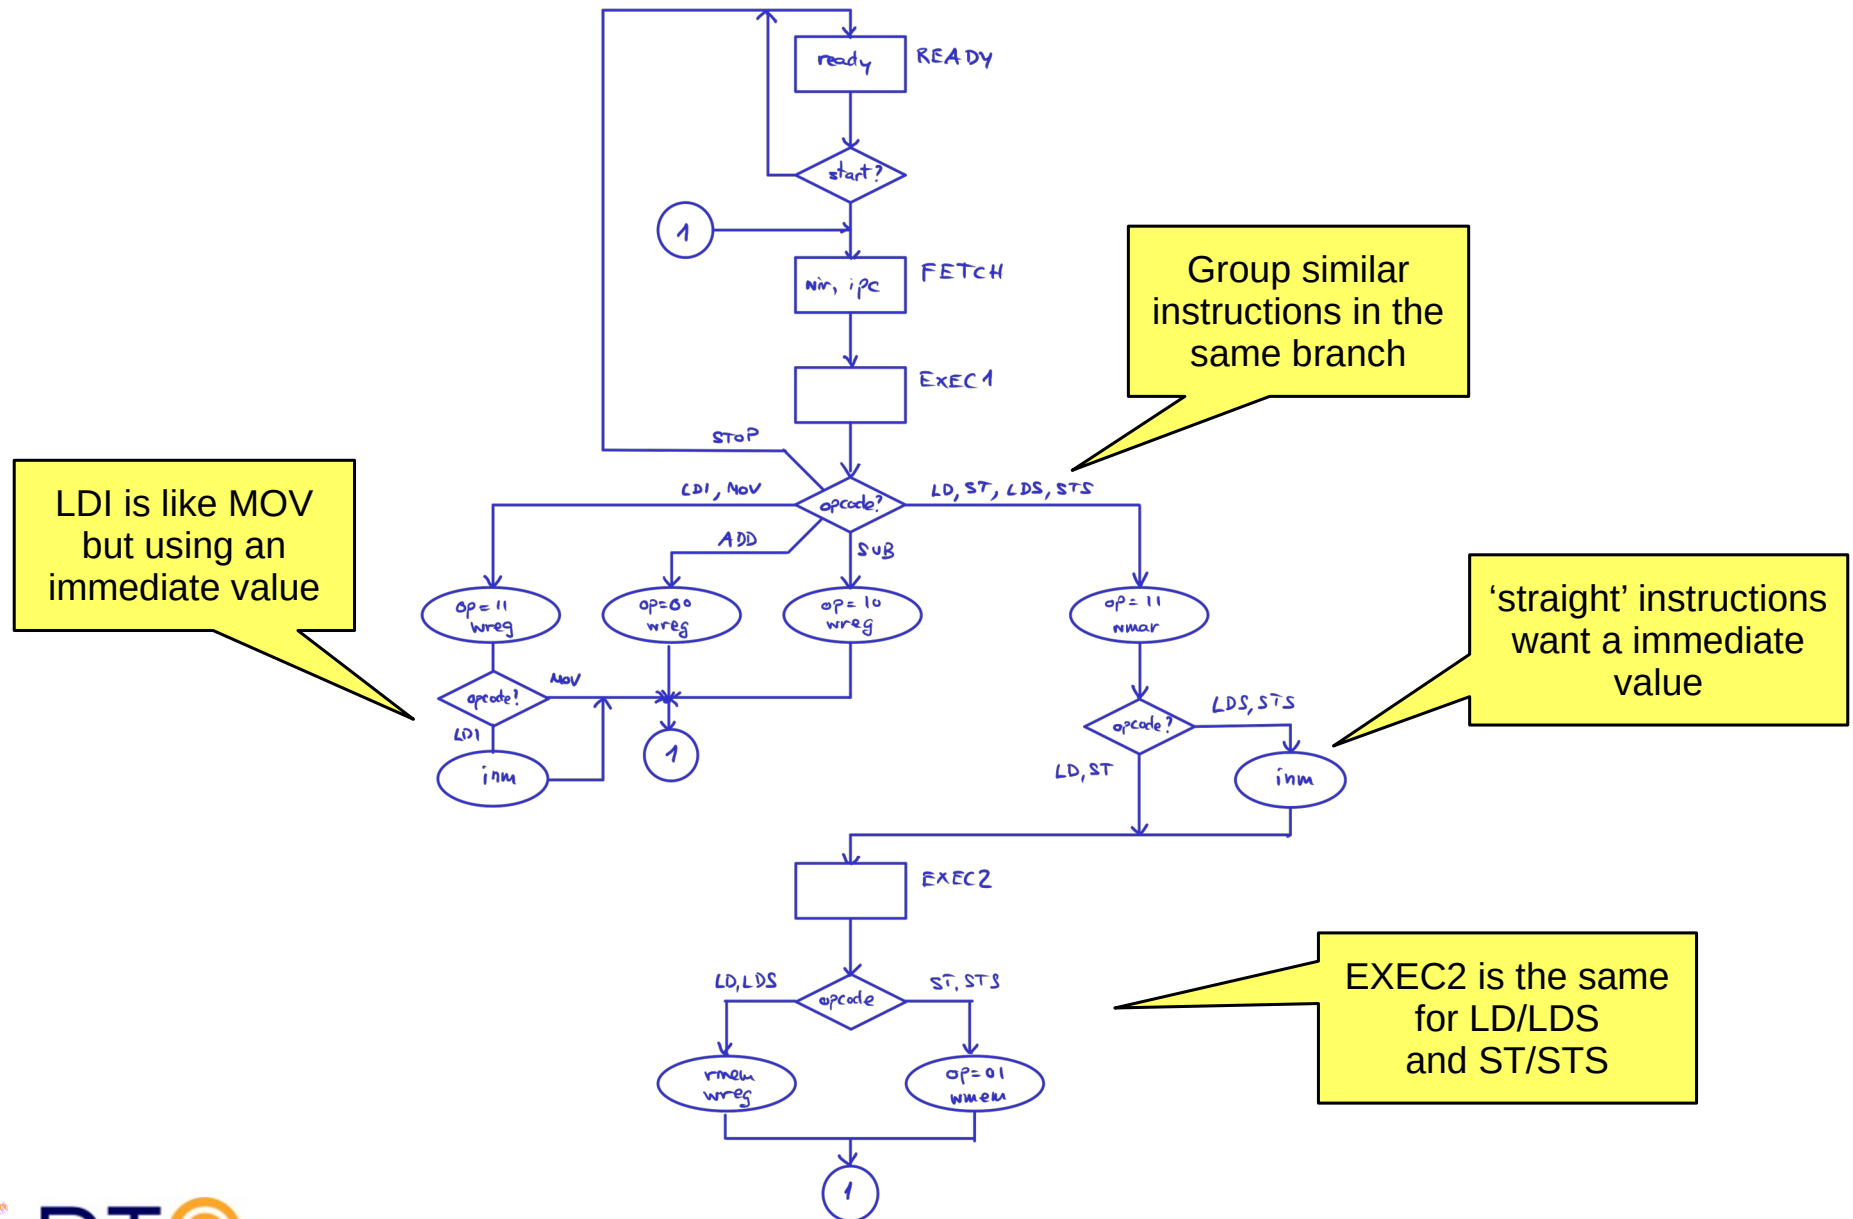 ready
READY
start?
1
FETCH
wir, ipc
Group similar
instructions in the
same branch
EXEC1
STOP
LDI, MOV
opcode?
LD, ST, LDS, STS
LDI is like MOV
but using an
immediate value
ADD
SUB
op=11
wreg
op=00
wreg
op=10
wreg
op=11
wmar
‘straight’ instructions
want a immediate
value
opcode?
MOV
LDI
inm
1
opcode?
LDS, STS
LD, ST
inm
EXEC2
LD, LDS
opcode
ST, STS
EXEC2 is the same
for LD/LDS
and ST/STS
rmem
wreg
op=01
wmem
1